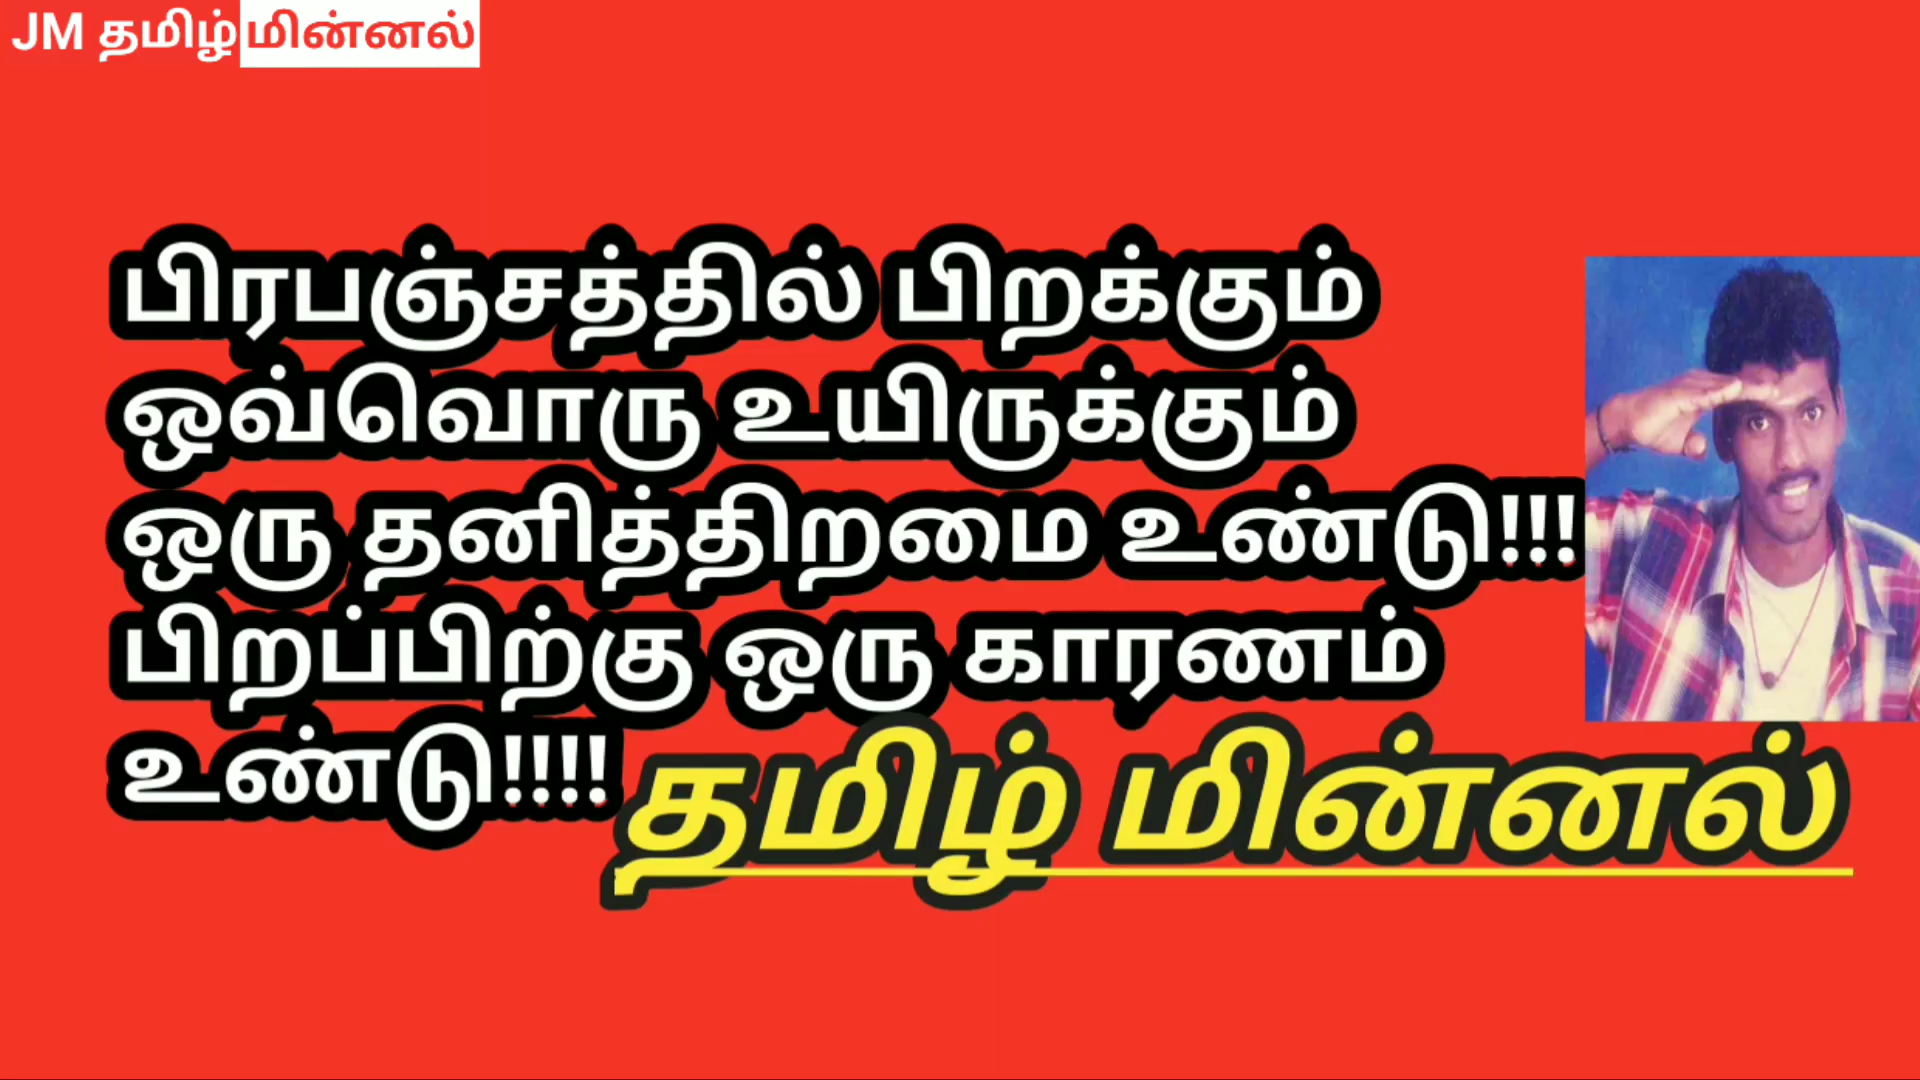 JM தமிழ் மின்னல்
பிரபஞ்சத்தில் பிறக்கும்
ஒவ்வொரு உயிருக்கும்
ஒரு தனித்திறமை உண்டு!!!
பிறப்பிற்கு ஒரு காரணம்
உண்டு!!!!
தமிழ் மின்னல்